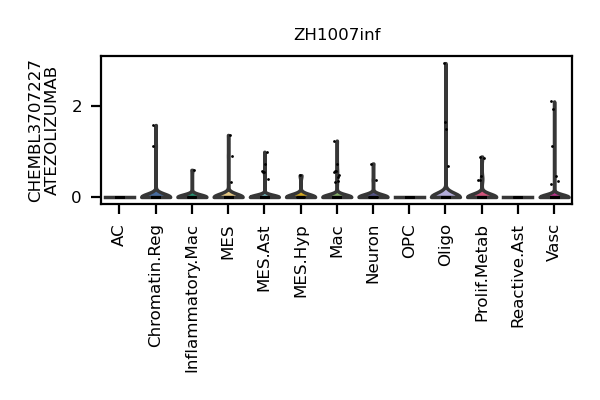 ZH1007inf
CHEMBL3707227
ATEZOLIZUMAB
2
0
AC
Chromatin.Reg
Inflammatory.Mac
MES
MES.Ast
MES.Hyp
Mac
Neuron
OPC
Oligo
Prolif.Metab
Reactive.Ast
Vasc